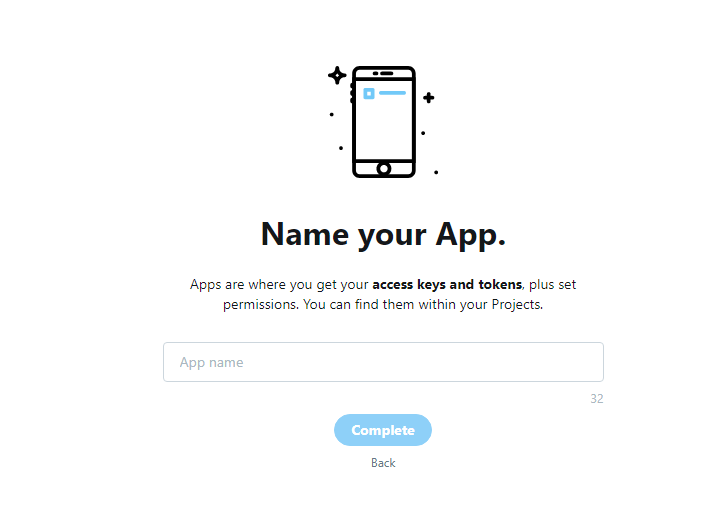 Name your App.
Apps are where you get your access keys and tokens, plus set
permissions. You can find them within your Projects.
App name
32
Complete
Back